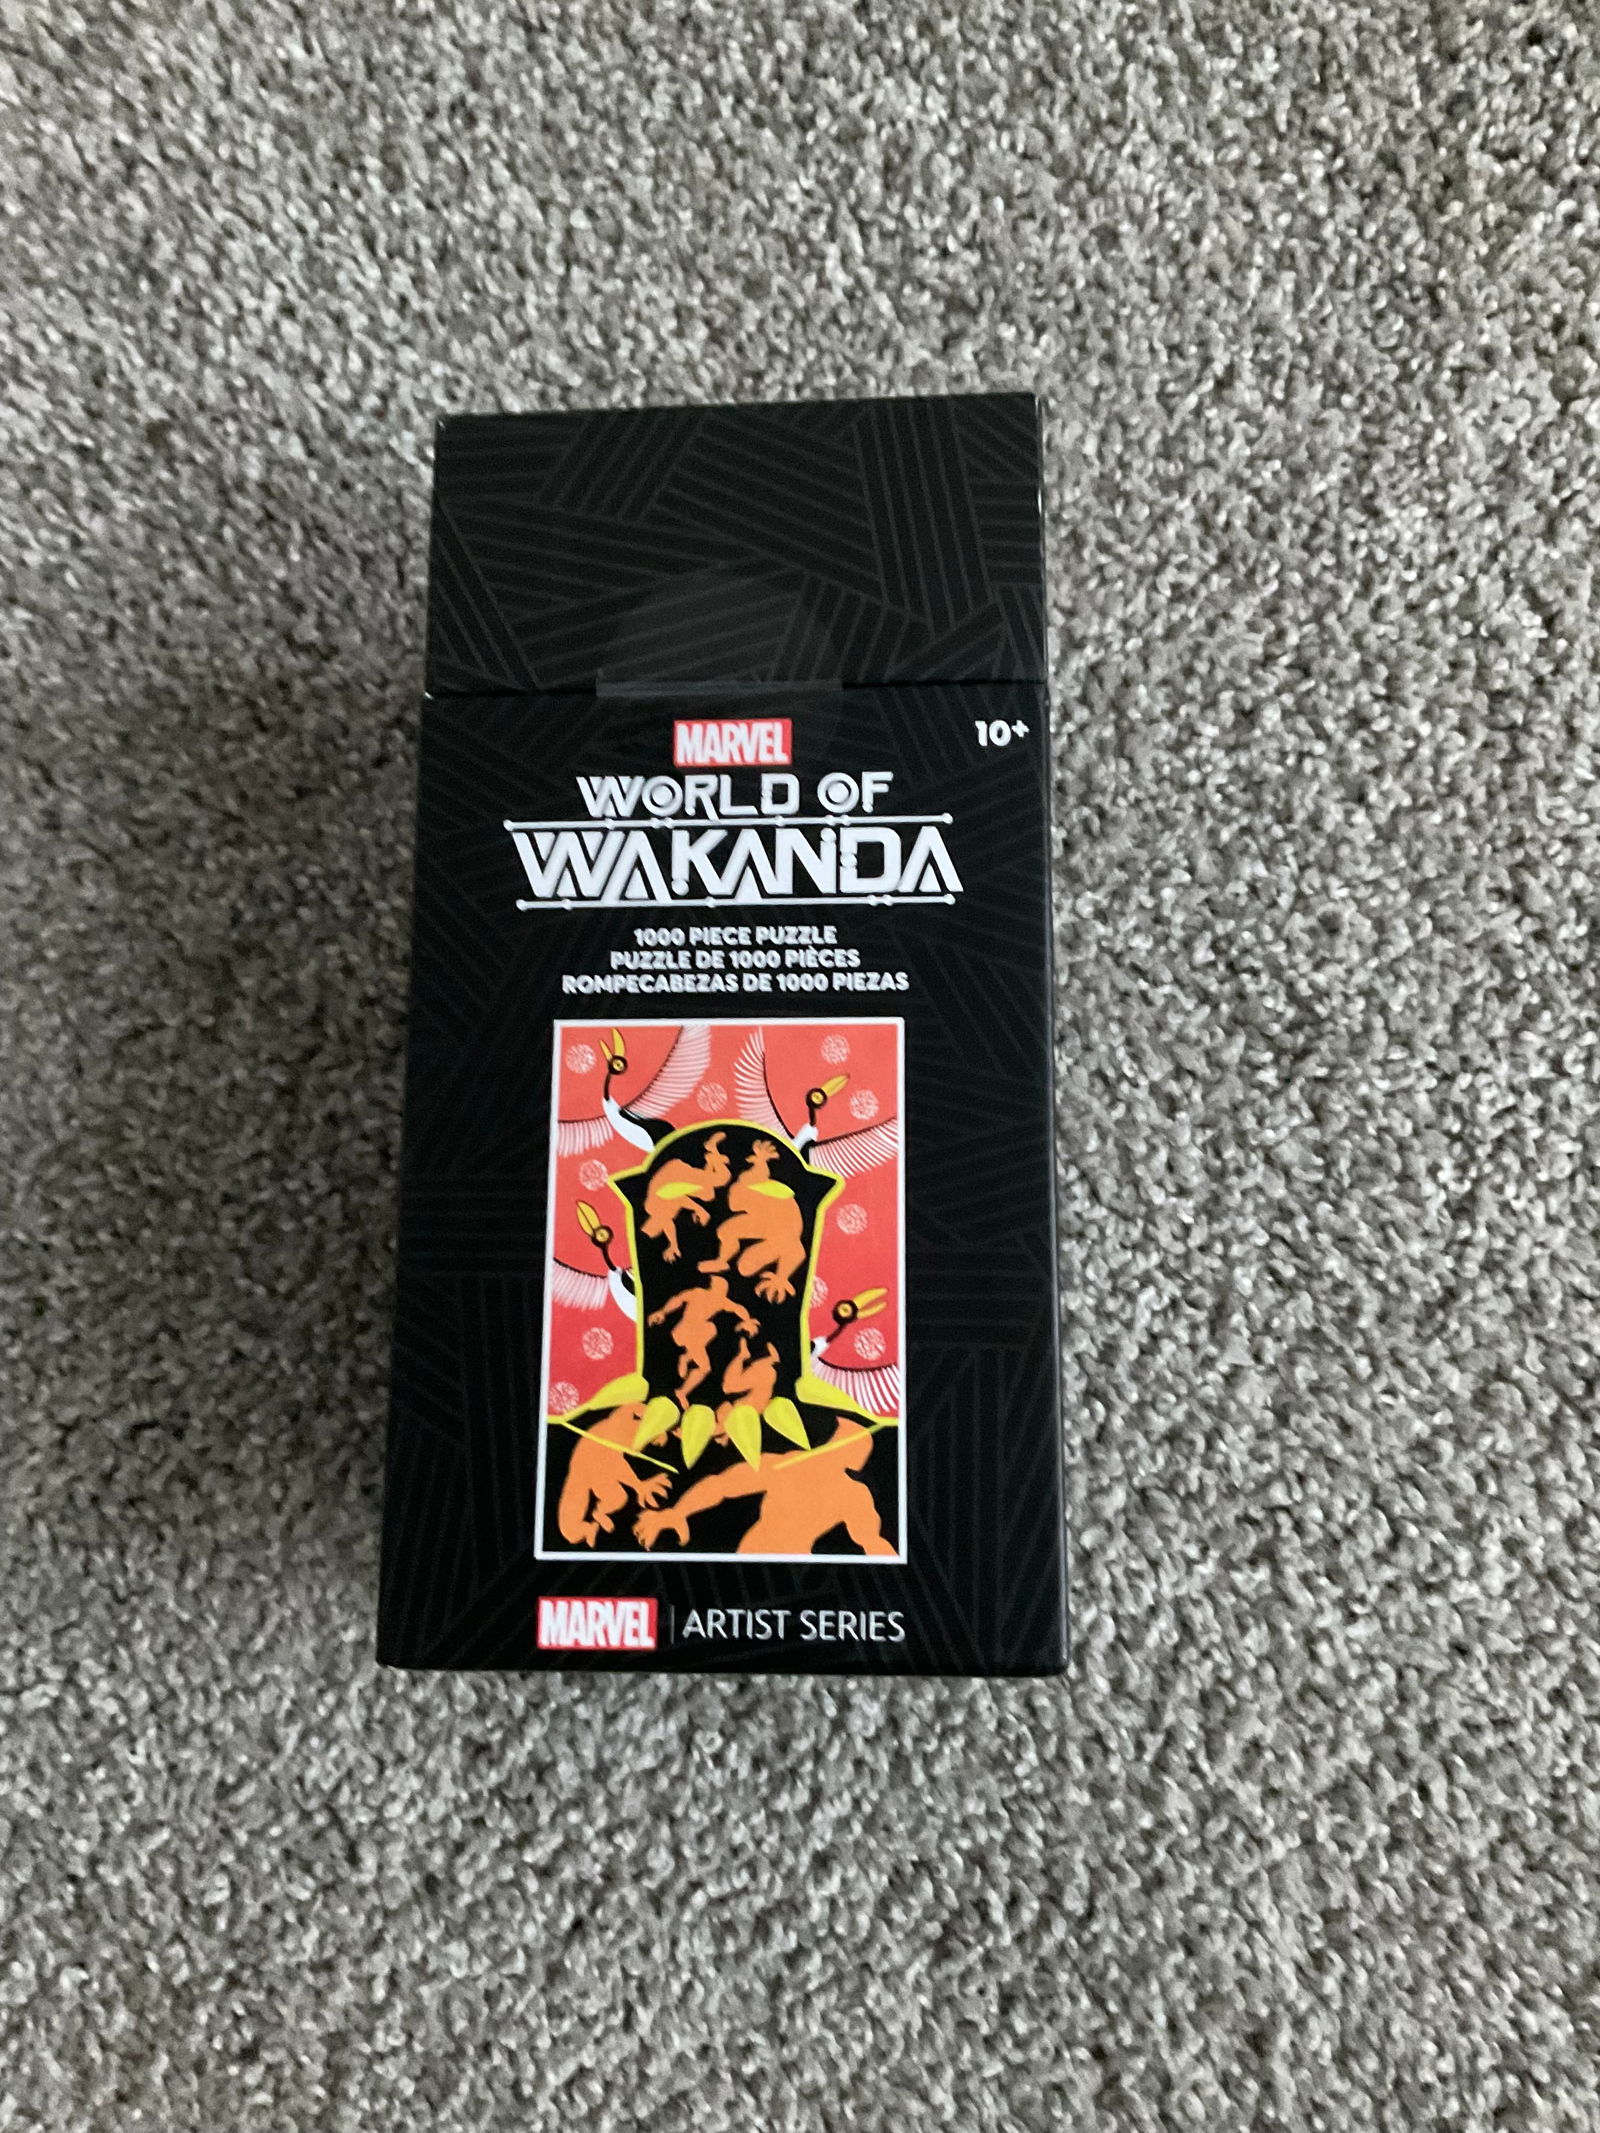 MARVEL
10+
WORLD OF
WAKANDA
1000 PIECE PUZZLE
PUZZLE DE 1000 PIÈCES
ROMPECABEZAS DE 1000 PIEZAS
MARVEL | ARTIST SERIES